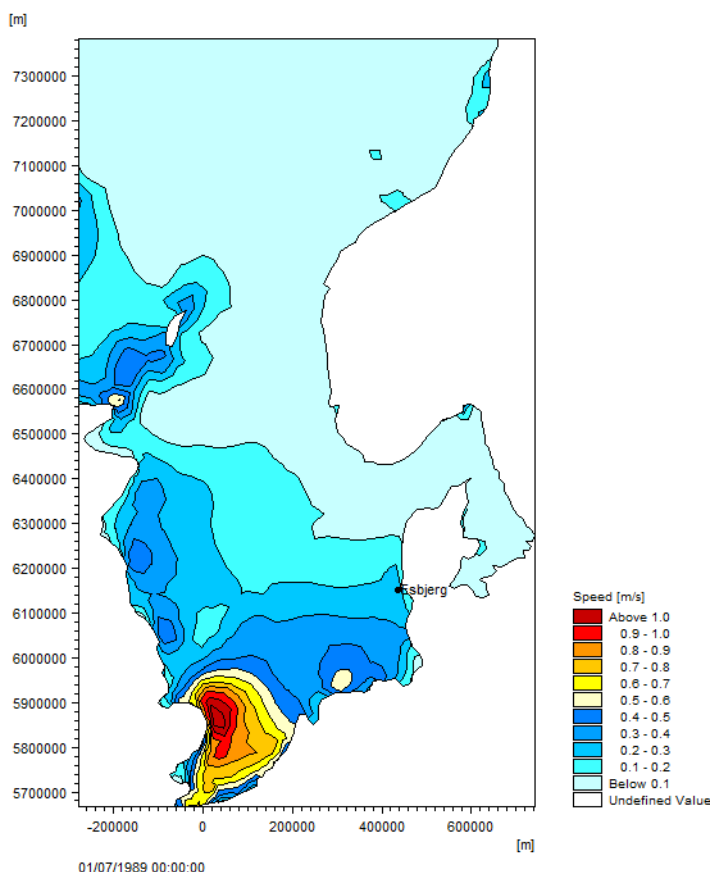 [m]
7300000
7200000
7100000
7000000
6900000
6800000
6700000
6600000
6500000
6400000
6300000
6200000
6100000
6000000
5900000
5800000
5700000
Esbjerg
-200000 0 200000 400000 600000
[m]
01/07/1989 00:00:00
Speed [m/s]
Above 1.0
0.9 - 1.0
0.8 - 0.9
0.7 - 0.8
0.6 - 0.7
0.5 - 0.6
0.4 - 0.5
0.3 - 0.4
0.2 - 0.3
0.1 - 0.2
Below 0.1
Undefined Value